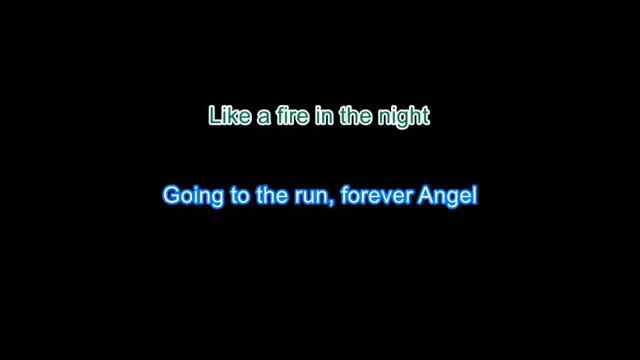 Like a fire in the night
Going to the run, forever Angel